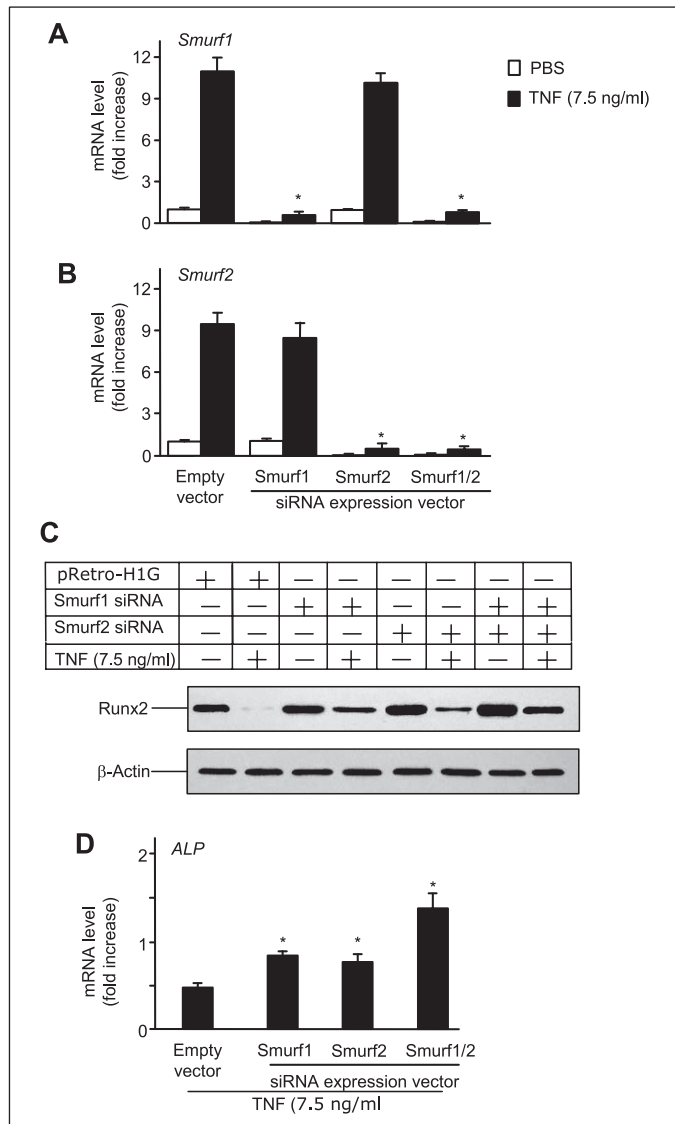 A
Smurf1
PBS
TNF (7.5 ng/ml)
mRNA level
(fold increase)
12
9
6
3
0
*
*
B
Smurf2
mRNA level
(fold increase)
12
9
6
3
0
*
*
Empty vector
Smurf1
Smurf2
Smurf1/2
siRNA expression vector
C
pRetro-H1G + + — — — — — —
Smurf1 siRNA — — + + — — + +
Smurf2 siRNA — — — — + + + +
TNF (7.5 ng/ml) — + — + — + — +
Runx2
β-Actin
D
ALP
mRNA level
(fold increase)
2
1
0
*
*
*
Empty vector
Smurf1
Smurf2
Smurf1/2
siRNA expression vector
TNF (7.5 ng/ml